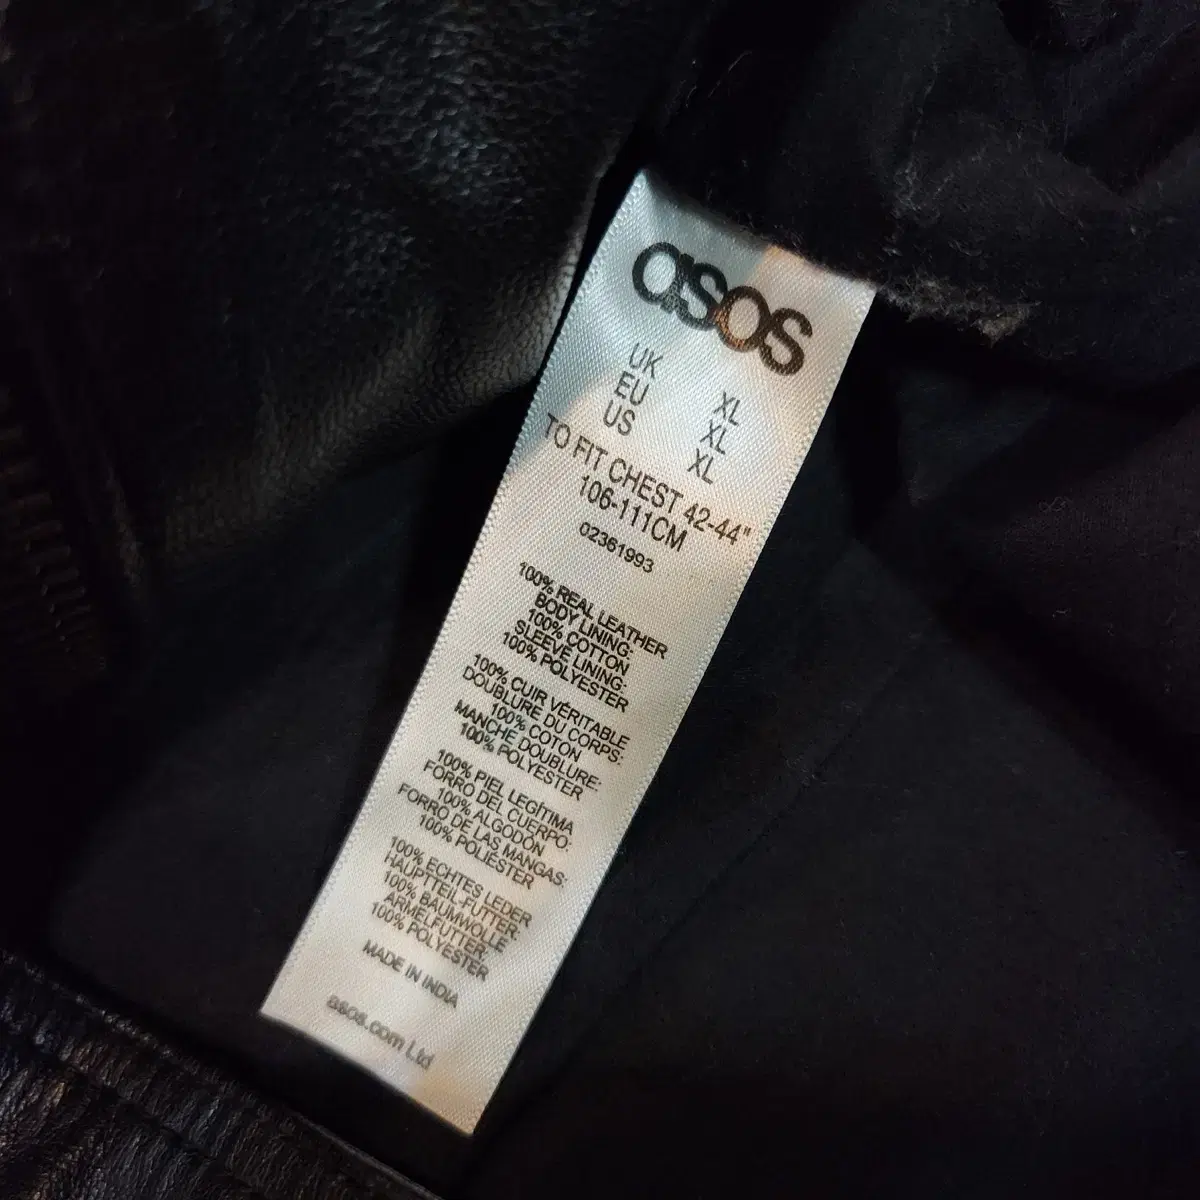 asos
UK XL
EU XL
US XL
TO FIT CHEST 42-44"
106-111CM
02361993
100% REAL LEATHER
BODY LINING:
100% COTTON
SLEEVE LINING:
100% POLYESTER
100% CUIR VÉRITABLE
DOUBLURE DU CORPS:
100% COTON
MANCHE DOUBLURE:
100% POLYESTER
100% PIEL LEGÍTIMA
FORRO DEL CUERPO:
100% ALGODÓN
FORRO DE LAS MANGAS:
100% POLIÉSTER
100% ECHTES LEDER
HAUPTTEIL-FUTTER:
100% BAUMWOLLE
ARMELFUTTER:
100% POLYESTER
MADE IN INDIA
asos.com Ltd